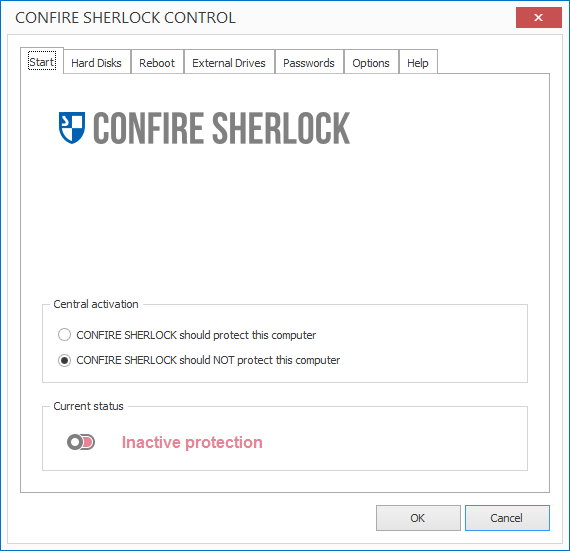 CONFIRE SHERLOCK CONTROL
Start Hard Disks Reboot External Drives Passwords Options Help
CONFIRE SHERLOCK
Central activation
CONFIRE SHERLOCK should protect this computer
CONFIRE SHERLOCK should NOT protect this computer
Current status
Inactive protection
OK Cancel